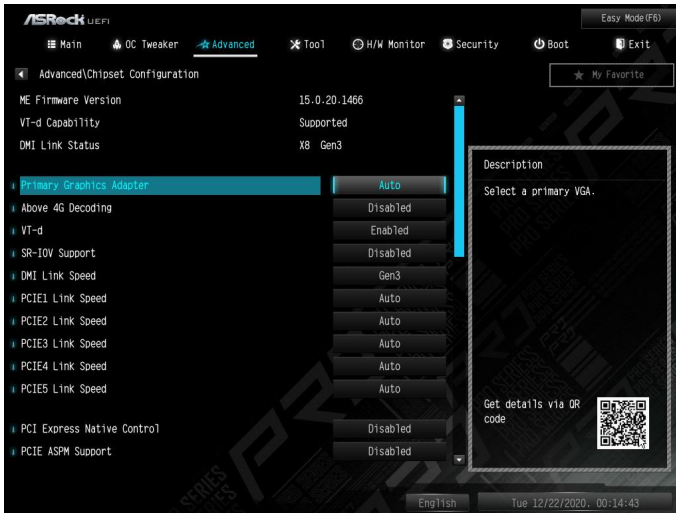 ASRock UEFI
Easy Mode(F6)
Main OC Tweaker Advanced Tool H/W Monitor Security Boot Exit
Advanced\Chipset Configuration
My Favorite
ME Firmware Version 15.0.20.1466
VT-d Capability Supported
DMI Link Status X8 Gen3
Primary Graphics Adapter Auto
Above 4G Decoding Disabled
VT-d Enabled
SR-IOV Support Disabled
DMI Link Speed Gen3
PCIE1 Link Speed Auto
PCIE2 Link Speed Auto
PCIE3 Link Speed Auto
PCIE4 Link Speed Auto
PCIE5 Link Speed Auto
PCI Express Native Control Disabled
PCIE ASPM Support Disabled
Description
Select a primary VGA.
Get details via QR
code
English
Tue 12/22/2020. 00:14:43